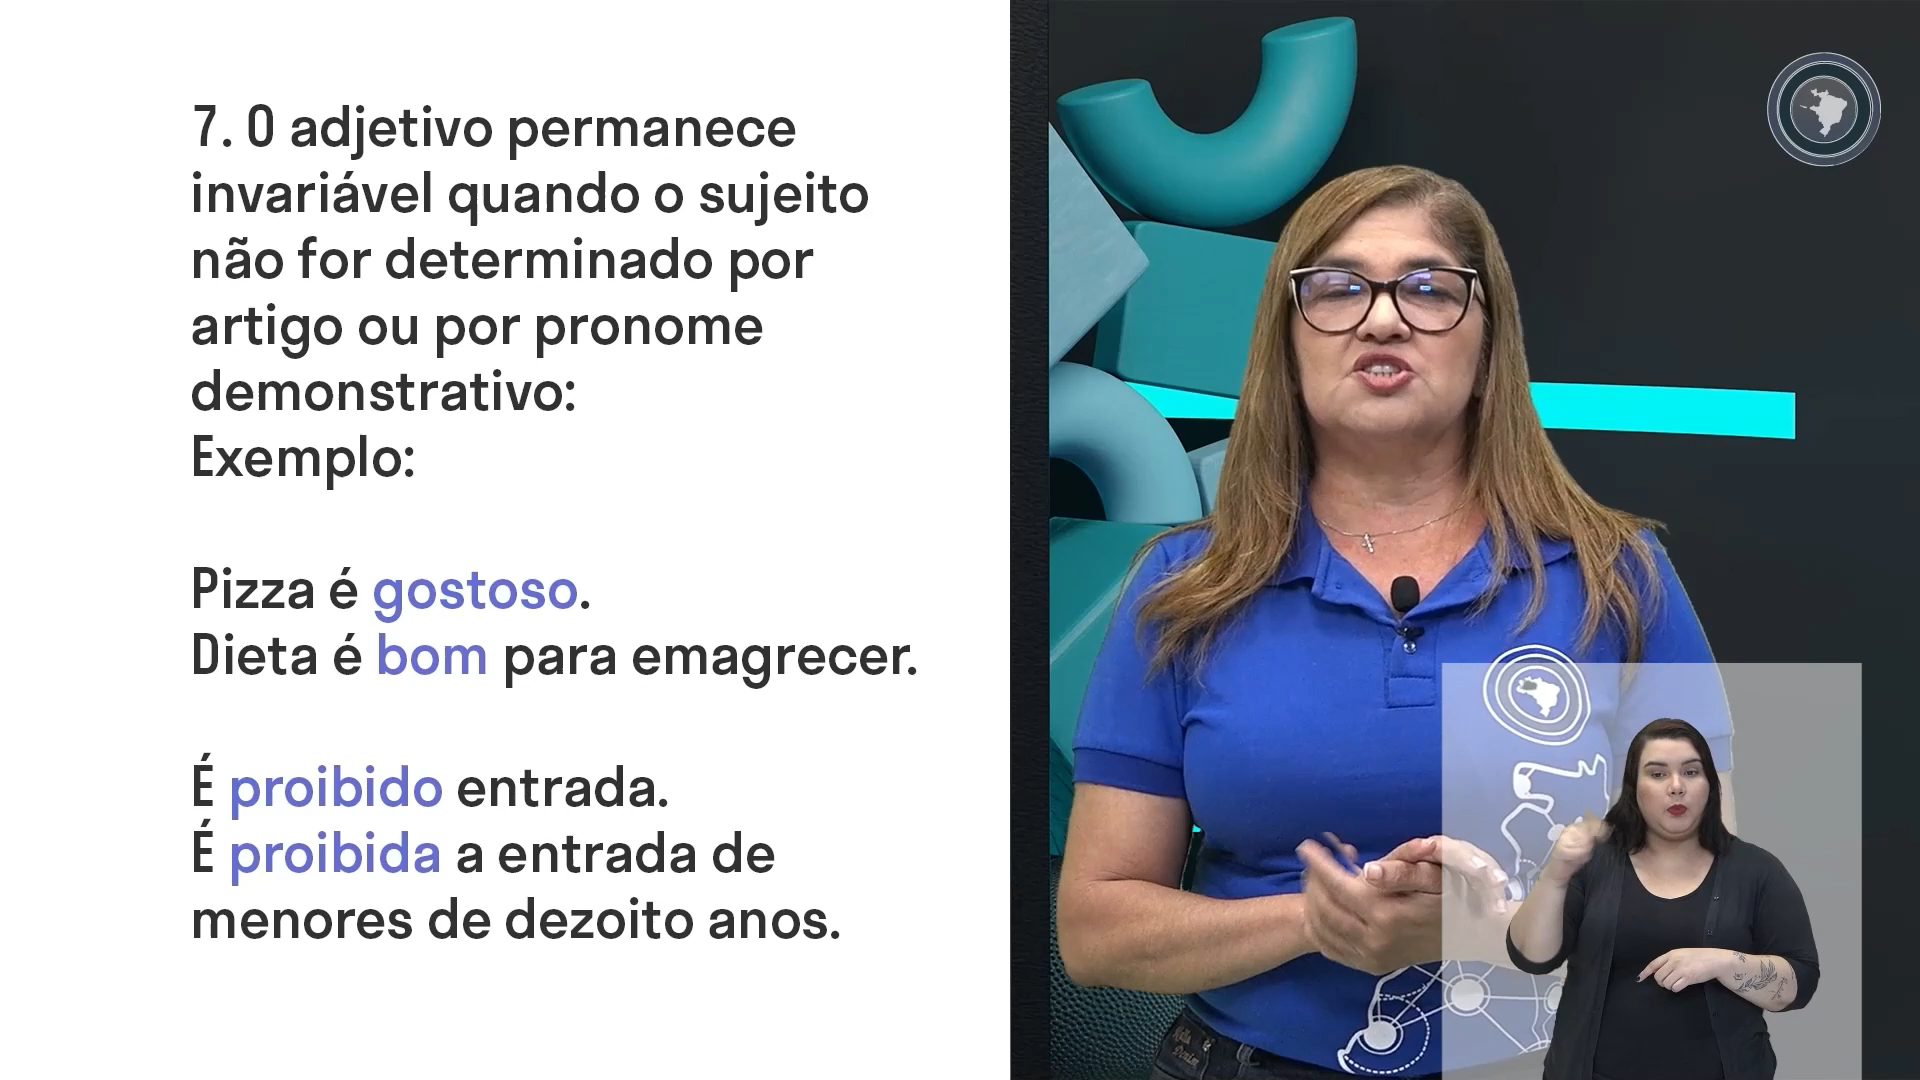 7. O adjetivo permanece
invariável quando o sujeito
não for determinado por
artigo ou por pronome
demonstrativo:
Exemplo:
Pizza é gostoso.
Dieta é bom para emagrecer.
É proibido entrada.
É proibida a entrada de
menores de dezoito anos.